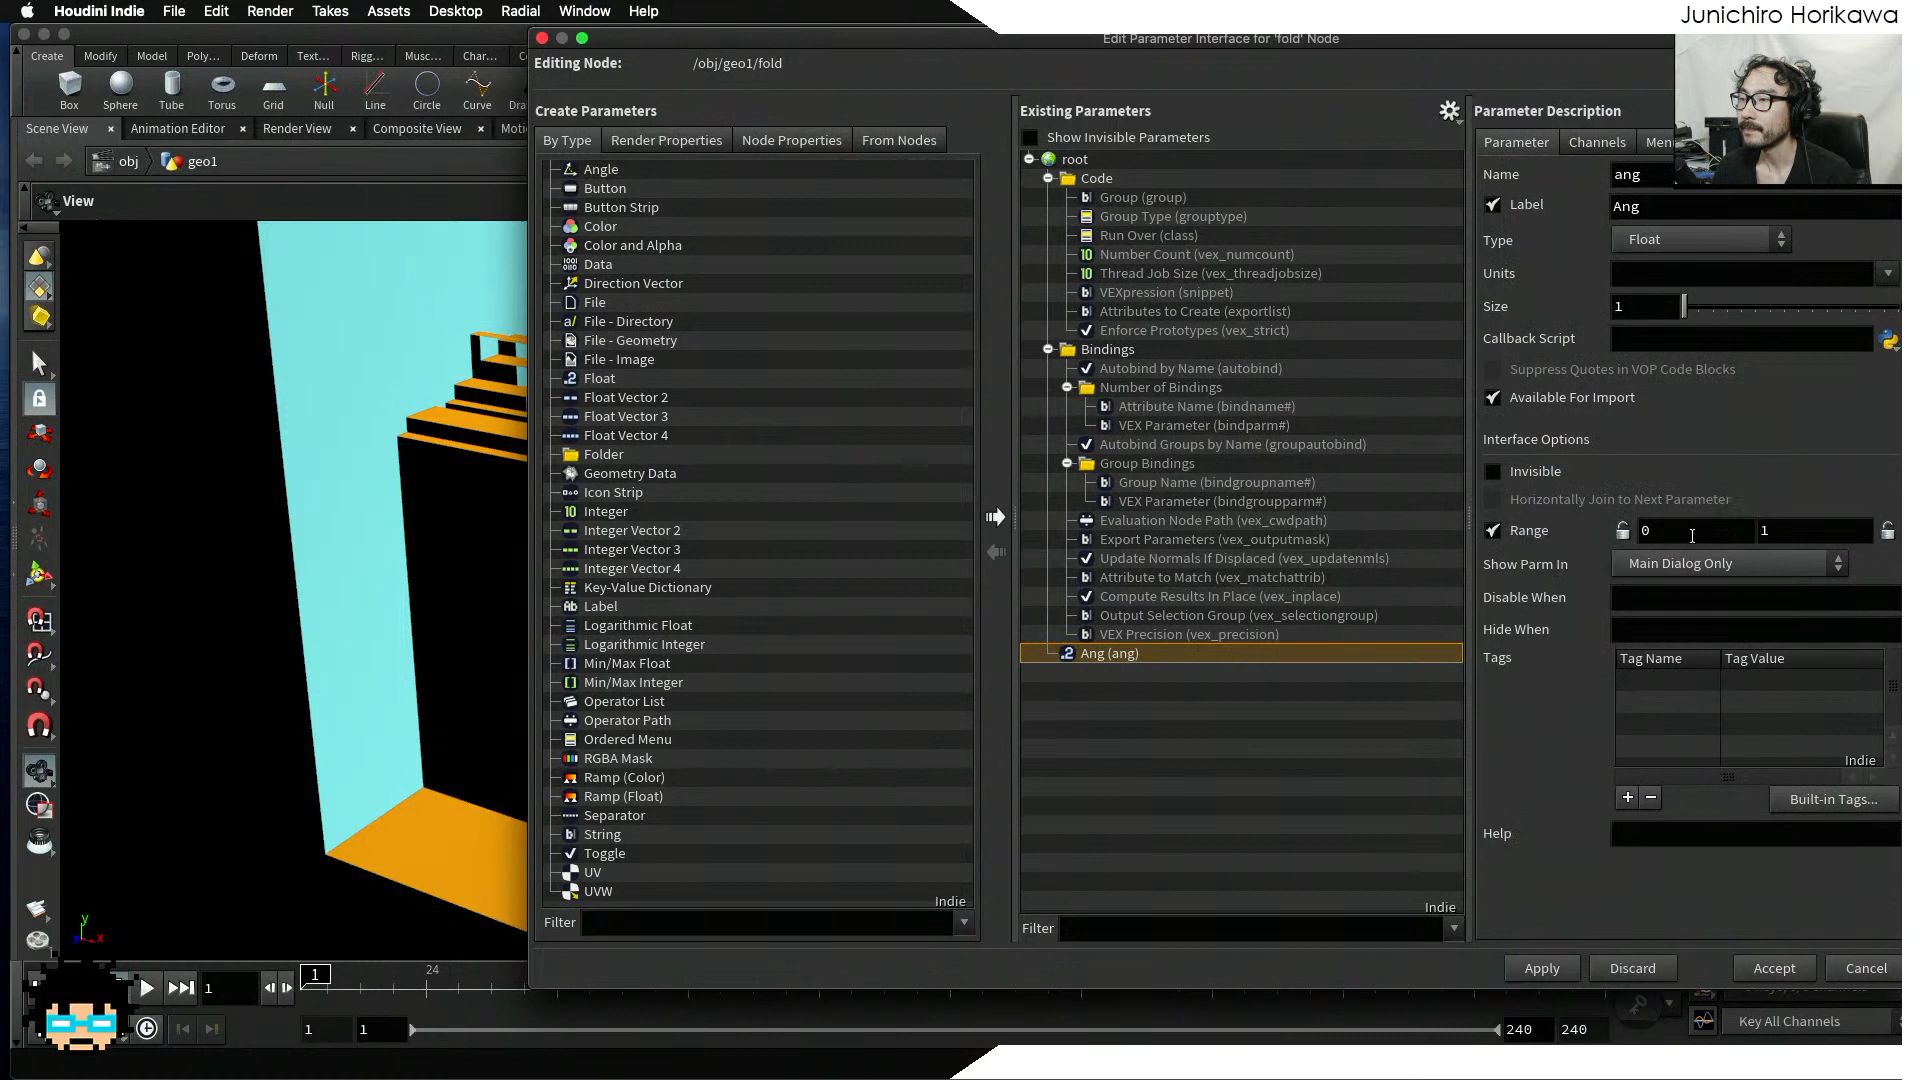 Houdini Indie File Edit Render Takes Assets Desktop Radial Window Help
Junichiro Horikawa
Edit Parameter Interface for 'fold' Node
Create Modify Model Poly... Deform Text... Rigg... Musc... Char...
Box Sphere Tube Torus Grid Null Line Circle Curve
Scene View Animation Editor Render View Composite View
obj geo1
View
Editing Node: /obj/geo1/fold
Create Parameters
By Type Render Properties Node Properties From Nodes
Angle
Button
Button Strip
Color
Color and Alpha
Data
Direction Vector
File
File - Directory
File - Geometry
File - Image
Float
Float Vector 2
Float Vector 3
Float Vector 4
Folder
Geometry Data
Icon Strip
Integer
Integer Vector 2
Integer Vector 3
Integer Vector 4
Key-Value Dictionary
Label
Logarithmic Float
Logarithmic Integer
Min/Max Float
Min/Max Integer
Operator List
Operator Path
Ordered Menu
RGBA Mask
Ramp (Color)
Ramp (Float)
Separator
String
Toggle
UV
UVW
Indie
Filter
Existing Parameters
Show Invisible Parameters
root
Code
Group (group)
Group Type (grouptype)
Run Over (class)
Number Count (vex_numcount)
Thread Job Size (vex_threadjobsize)
VEXpression (snippet)
Attributes to Create (exportlist)
Enforce Prototypes (vex_strict)
Bindings
Autobind by Name (autobind)
Number of Bindings
Attribute Name (bindname#)
VEX Parameter (bindparm#)
Autobind Groups by Name (groupautobind)
Group Bindings
Group Name (bindgroupname#)
VEX Parameter (bindgroupparm#)
Evaluation Node Path (vex_cwdpath)
Export Parameters (vex_outputmask)
Update Normals If Displaced (vex_updatenmls)
Attribute to Match (vex_matchattrib)
Compute Results In Place (vex_inplace)
Output Selection Group (vex_selectiongroup)
VEX Precision (vex_precision)
Ang (ang)
Indie
Filter
Parameter Description
Parameter Channels
Name ang
Label Ang
Type Float
Units
Size 1
Callback Script
Suppress Quotes in VOP Code Blocks
Available For Import
Interface Options
Invisible
Horizontally Join to Next Parameter
Range 0 1
Show Parm In Main Dialog Only
Disable When
Hide When
Tags Tag Name Tag Value
Indie
+ − Built-in Tags...
Help
Apply Discard Accept Cancel
1 1 24
1 1 240 240
Key All Channels